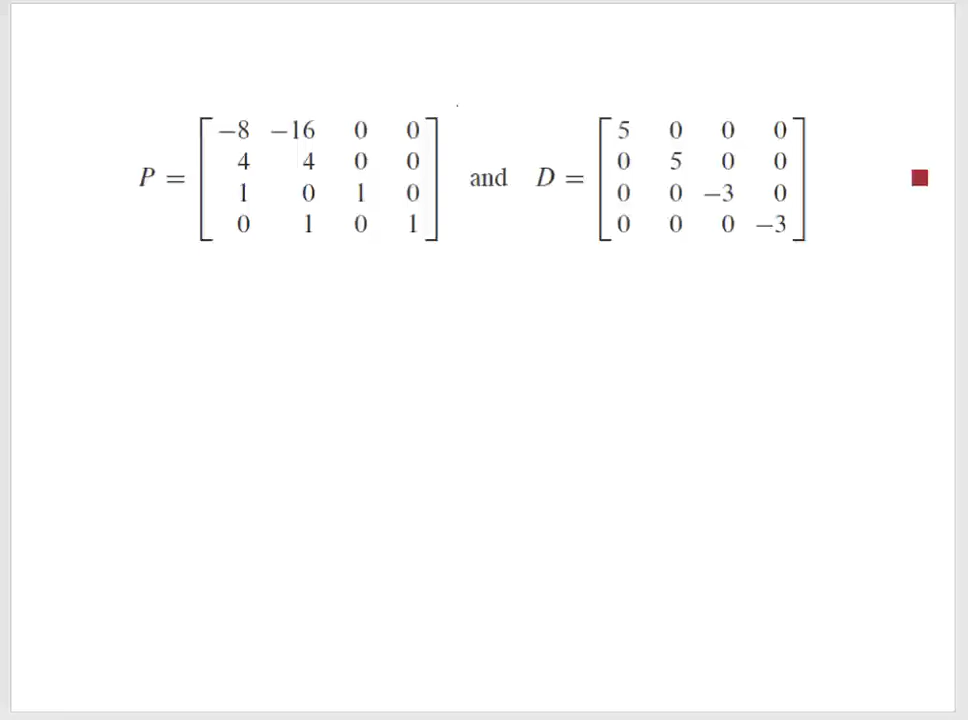 P = [ −8 −16 0 0
4 4 0 0
1 0 1 0
0 1 0 1 ] and D = [ 5 0 0 0
0 5 0 0
0 0 −3 0
0 0 0 −3 ]